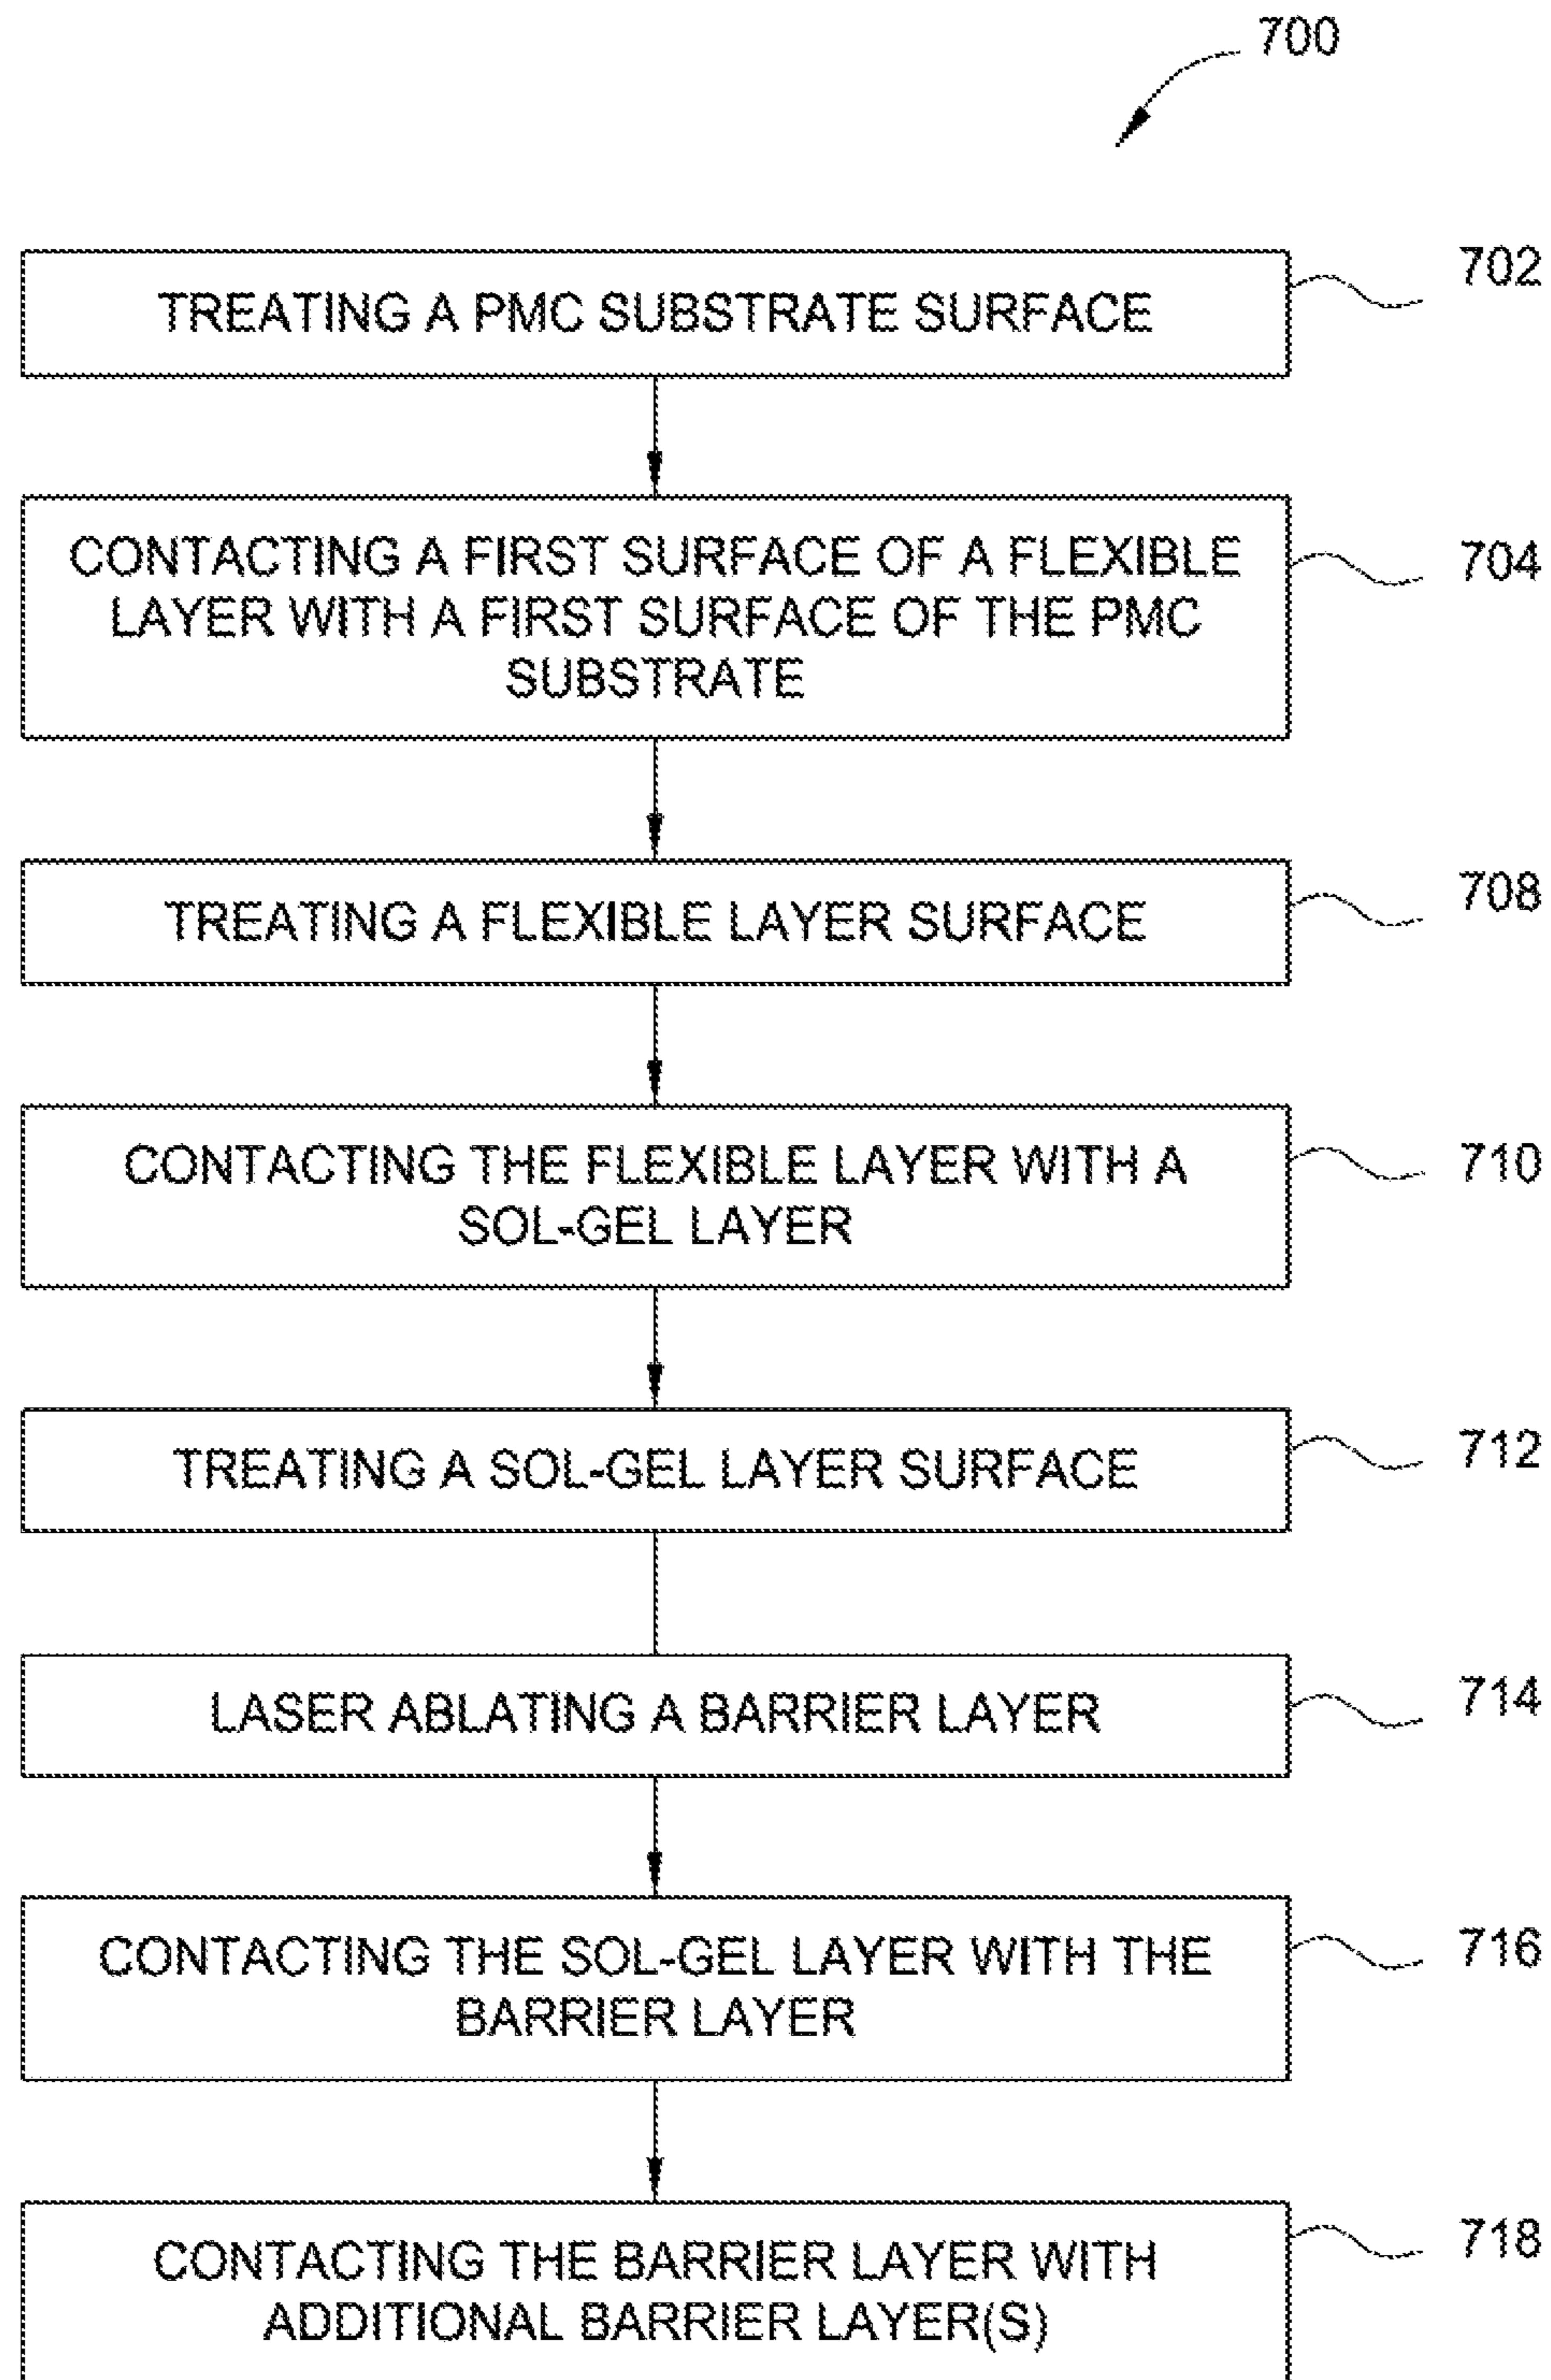 700
TREATING A PMC SUBSTRATE SURFACE
702
CONTACTING A FIRST SURFACE OF A FLEXIBLE
LAYER WITH A FIRST SURFACE OF THE PMC
SUBSTRATE
704
TREATING A FLEXIBLE LAYER SURFACE
708
CONTACTING THE FLEXIBLE LAYER WITH A
SOL-GEL LAYER
710
TREATING A SOL-GEL LAYER SURFACE
712
LASER ABLATING A BARRIER LAYER
714
CONTACTING THE SOL-GEL LAYER WITH THE
BARRIER LAYER
716
CONTACTING THE BARRIER LAYER WITH
ADDITIONAL BARRIER LAYER(S)
718